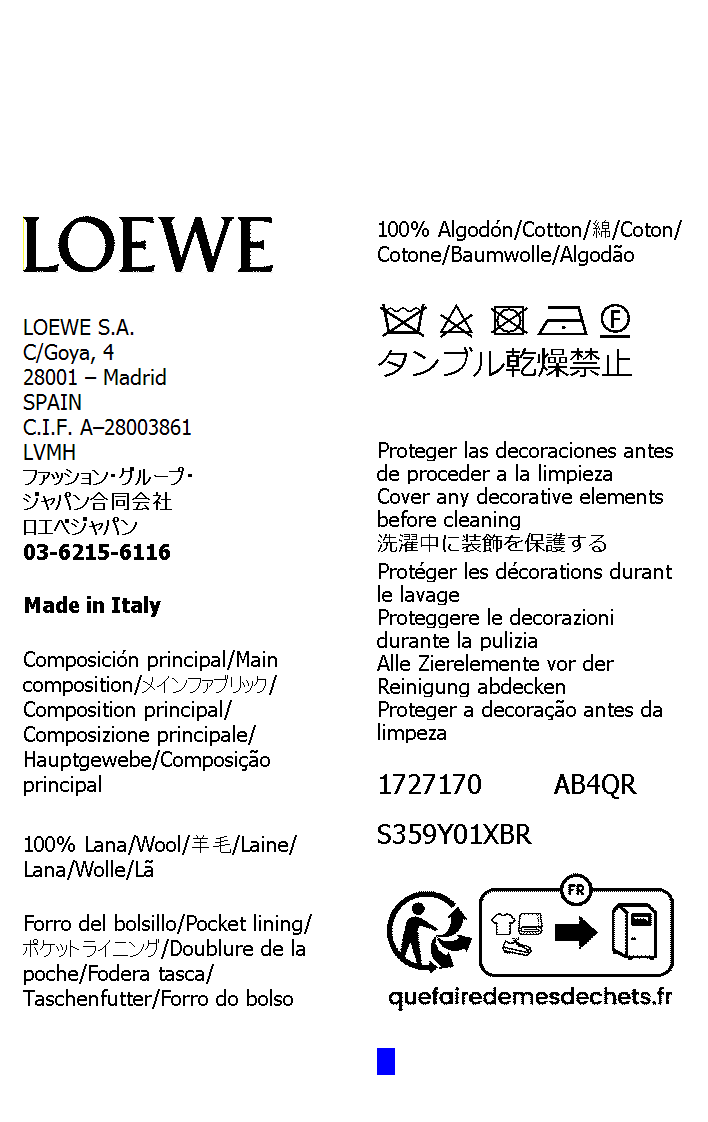 LOEWE
LOEWE S.A.
C/Goya, 4
28001 – Madrid
SPAIN
C.I.F. A–28003861
LVMH
ファッション・グループ・
ジャパン合同会社
ロエベジャパン
03-6215-6116
Made in Italy
Composición principal/Main
composition/メインファブリック/
Composition principal/
Composizione principale/
Hauptgewebe/Composição
principal
100% Lana/Wool/羊毛/Laine/
Lana/Wolle/Lã
Forro del bolsillo/Pocket lining/
ポケットライニング/Doublure de la
poche/Fodera tasca/
Taschenfutter/Forro do bolso
100% Algodón/Cotton/綿/Coton/
Cotone/Baumwolle/Algodão
F
タンブル乾燥禁止
Proteger las decoraciones antes
de proceder a la limpieza
Cover any decorative elements
before cleaning
洗濯中に装飾を保護する
Protéger les décorations durant
le lavage
Proteggere le decorazioni
durante la pulizia
Alle Zierelemente vor der
Reinigung abdecken
Proteger a decoração antes da
limpeza
1727170 AB4QR
S359Y01XBR
FR
quefairedemesdechets.fr